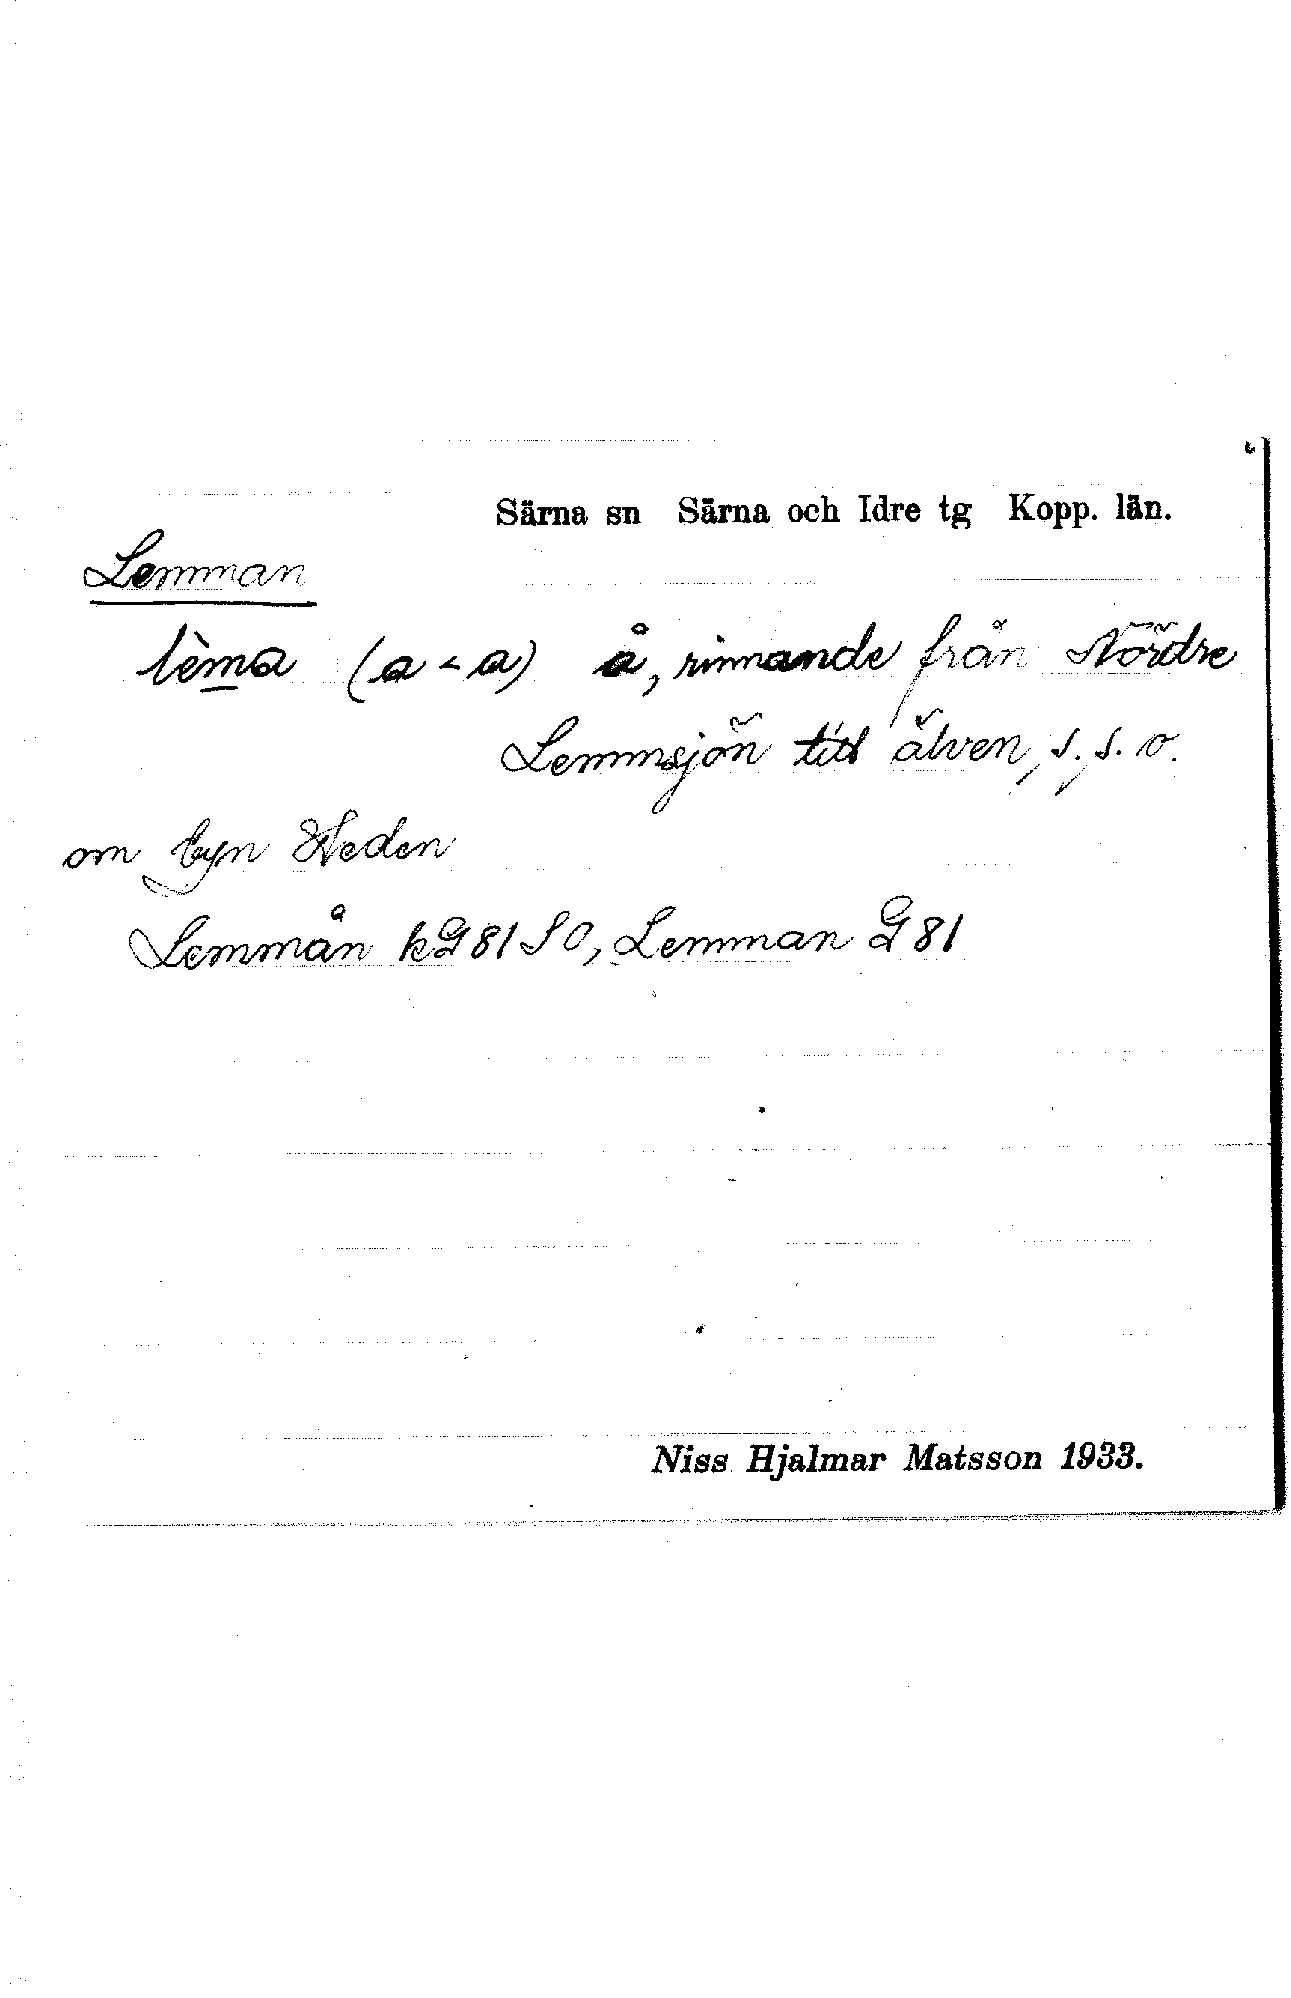 Särna sn Särna och Idre tg Kopp. län.
Lemman
lèma (a < a) å, rinnande från Nördre
Lemmsjön till älven, s. s. o.
om byn Heden
Lemmån kG81SO, Lemman G81
Niss Hjalmar Matsson 1933.